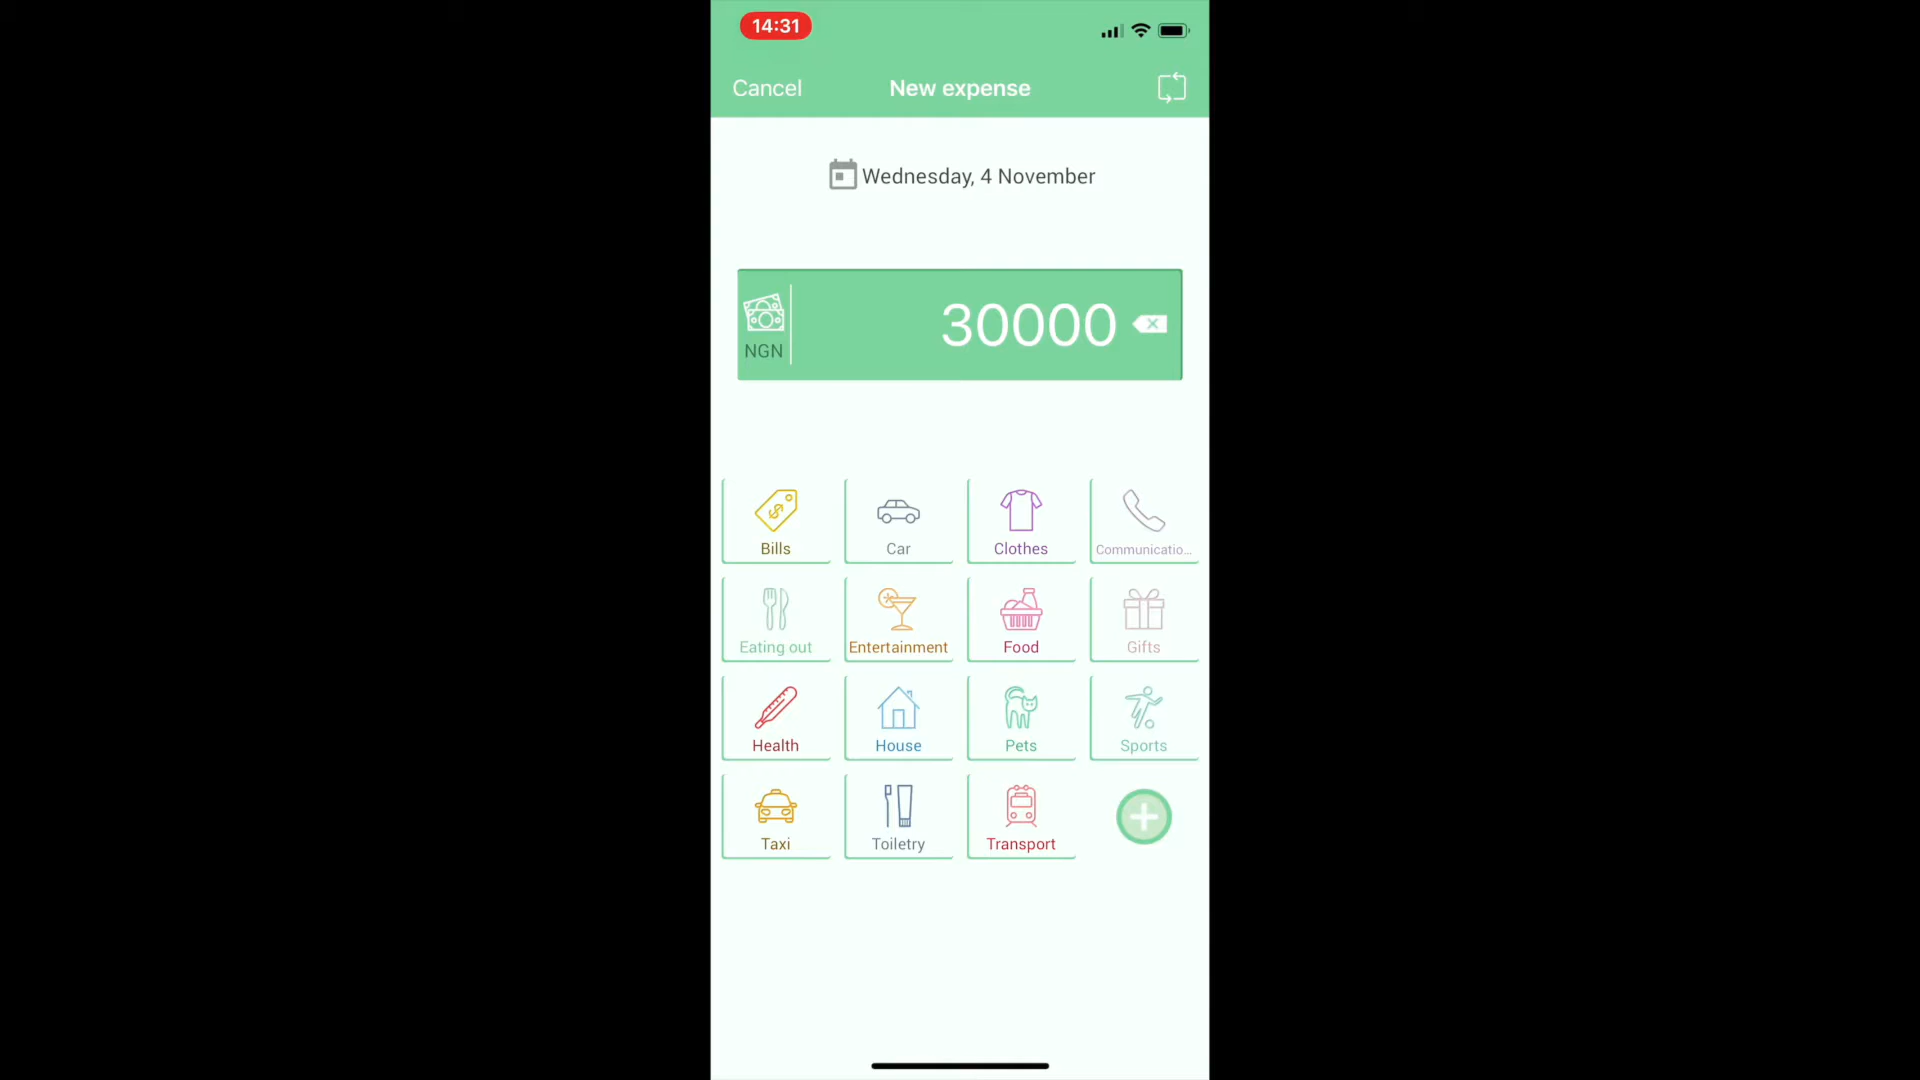 14:31
Cancel New expense
Wednesday, 4 November
30000
NGN
Bills Car Clothes Communicatio...
Eating out Entertainment Food Gifts
Health House Pets Sports
Taxi Toiletry Transport